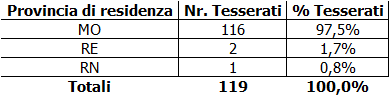 Provincia di residenza Nr. Tesserati % Tesserati
MO 116 97,5%
RE 2 1,7%
RN 1 0,8%
Totali 119 100,0%